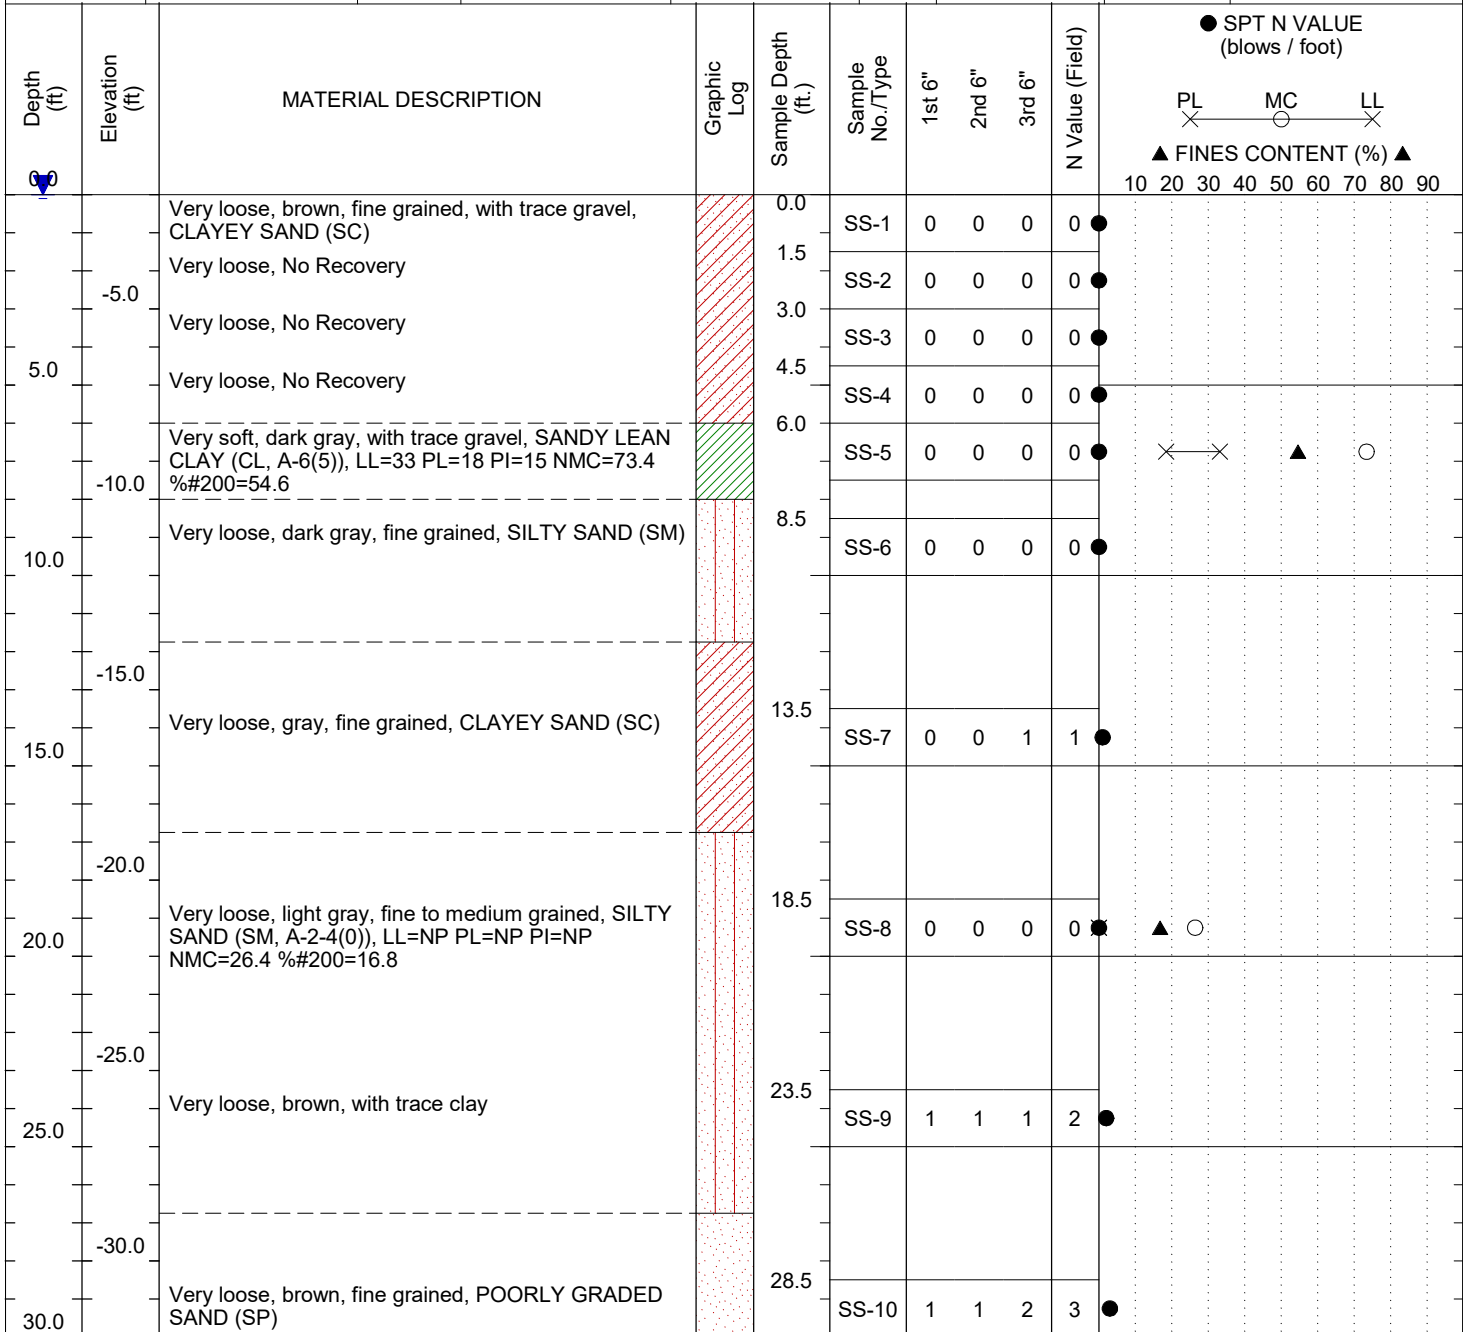 Depth (ft)
Elevation (ft)
MATERIAL DESCRIPTION
Graphic Log
Sample Depth (ft.)
Sample No./Type
1st 6"
2nd 6"
3rd 6"
N Value (Field)
● SPT N VALUE
(blows / foot)
PL MC LL
▲ FINES CONTENT (%) ▲
10 20 30 40 50 60 70 80 90
0.0
Very loose, brown, fine grained, with trace gravel,
CLAYEY SAND (SC)
0.0
SS-1 0 0 0 0
1.5
Very loose, No Recovery
SS-2 0 0 0 0
-5.0
3.0
Very loose, No Recovery
SS-3 0 0 0 0
4.5
5.0
Very loose, No Recovery
SS-4 0 0 0 0
6.0
Very soft, dark gray, with trace gravel, SANDY LEAN
CLAY (CL, A-6(5)), LL=33 PL=18 PI=15 NMC=73.4
%#200=54.6
SS-5 0 0 0 0
-10.0
8.5
Very loose, dark gray, fine grained, SILTY SAND (SM)
SS-6 0 0 0 0
10.0
-15.0
13.5
Very loose, gray, fine grained, CLAYEY SAND (SC)
SS-7 0 0 1 1
15.0
-20.0
18.5
Very loose, light gray, fine to medium grained, SILTY
SAND (SM, A-2-4(0)), LL=NP PL=NP PI=NP
NMC=26.4 %#200=16.8
SS-8 0 0 0 0
20.0
-25.0
23.5
Very loose, brown, with trace clay
SS-9 1 1 1 2
25.0
-30.0
28.5
Very loose, brown, fine grained, POORLY GRADED
SAND (SP)
SS-10 1 1 2 3
30.0